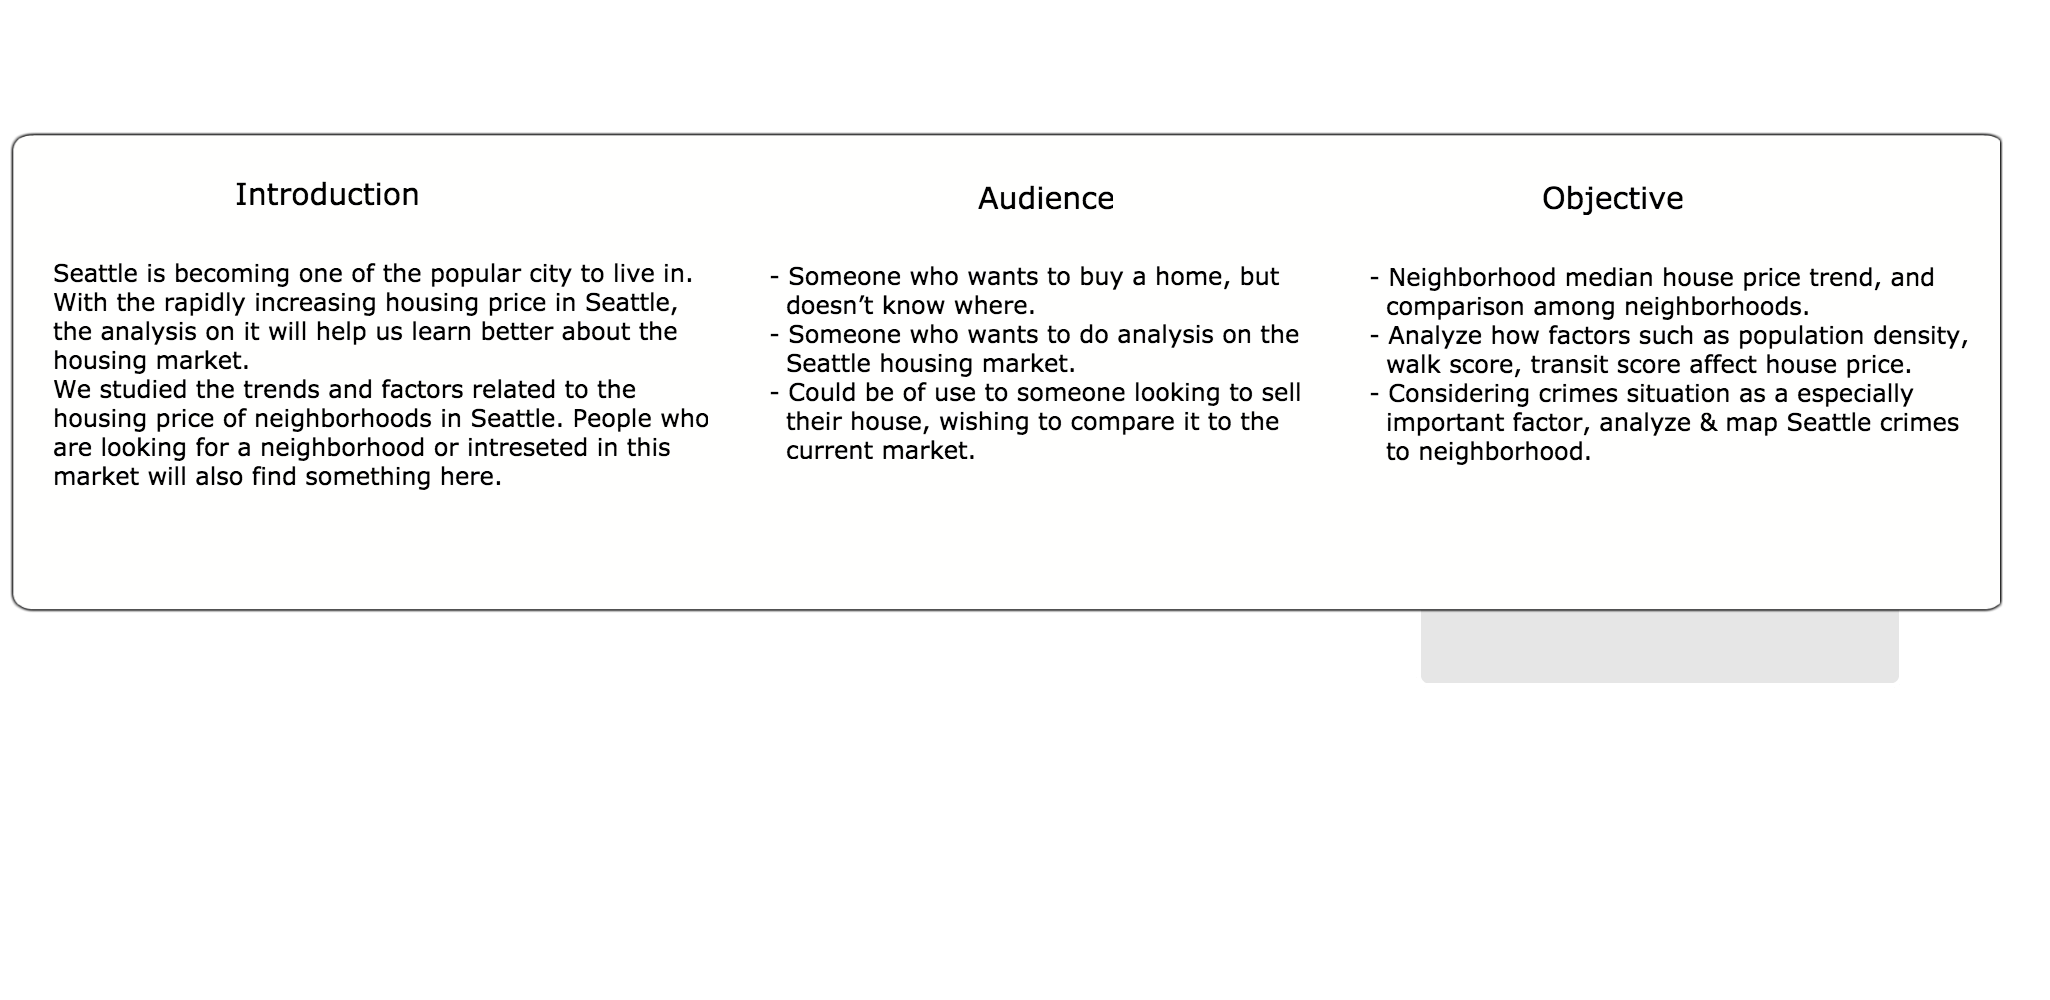 Introduction
Seattle is becoming one of the popular city to live in.
With the rapidly increasing housing price in Seattle,
the analysis on it will help us learn better about the
housing market.
We studied the trends and factors related to the
housing price of neighborhoods in Seattle. People who
are looking for a neighborhood or intreseted in this
market will also find something here.
Audience
- Someone who wants to buy a home, but
doesn’t know where.
- Someone who wants to do analysis on the
Seattle housing market.
- Could be of use to someone looking to sell
their house, wishing to compare it to the
current market.
Objective
- Neighborhood median house price trend, and
comparison among neighborhoods.
- Analyze how factors such as population density,
walk score, transit score affect house price.
- Considering crimes situation as a especially
important factor, analyze & map Seattle crimes
to neighborhood.